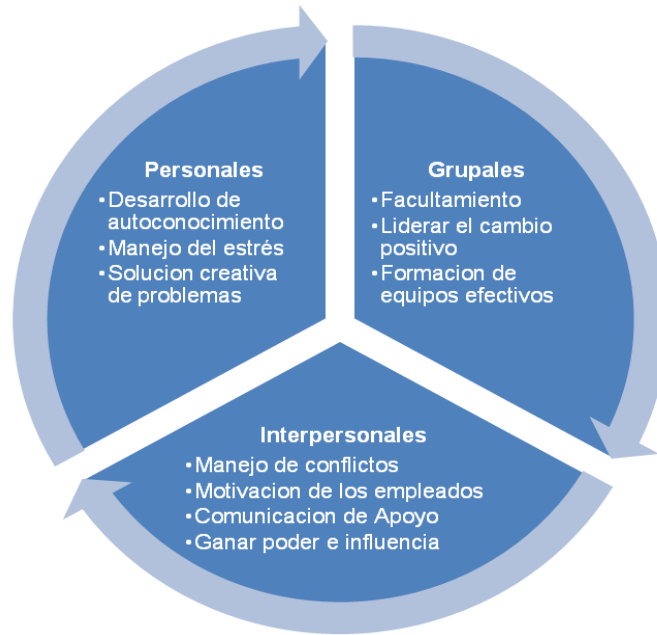 Personales
• Desarrollo de
autoconocimiento
• Manejo del estrés
• Solucion creativa
de problemas
Grupales
• Facultamiento
• Liderar el cambio
positivo
• Formacion de
equipos efectivos
Interpersonales
• Manejo de conflictos
• Motivacion de los empleados
• Comunicacion de Apoyo
• Ganar poder e influencia